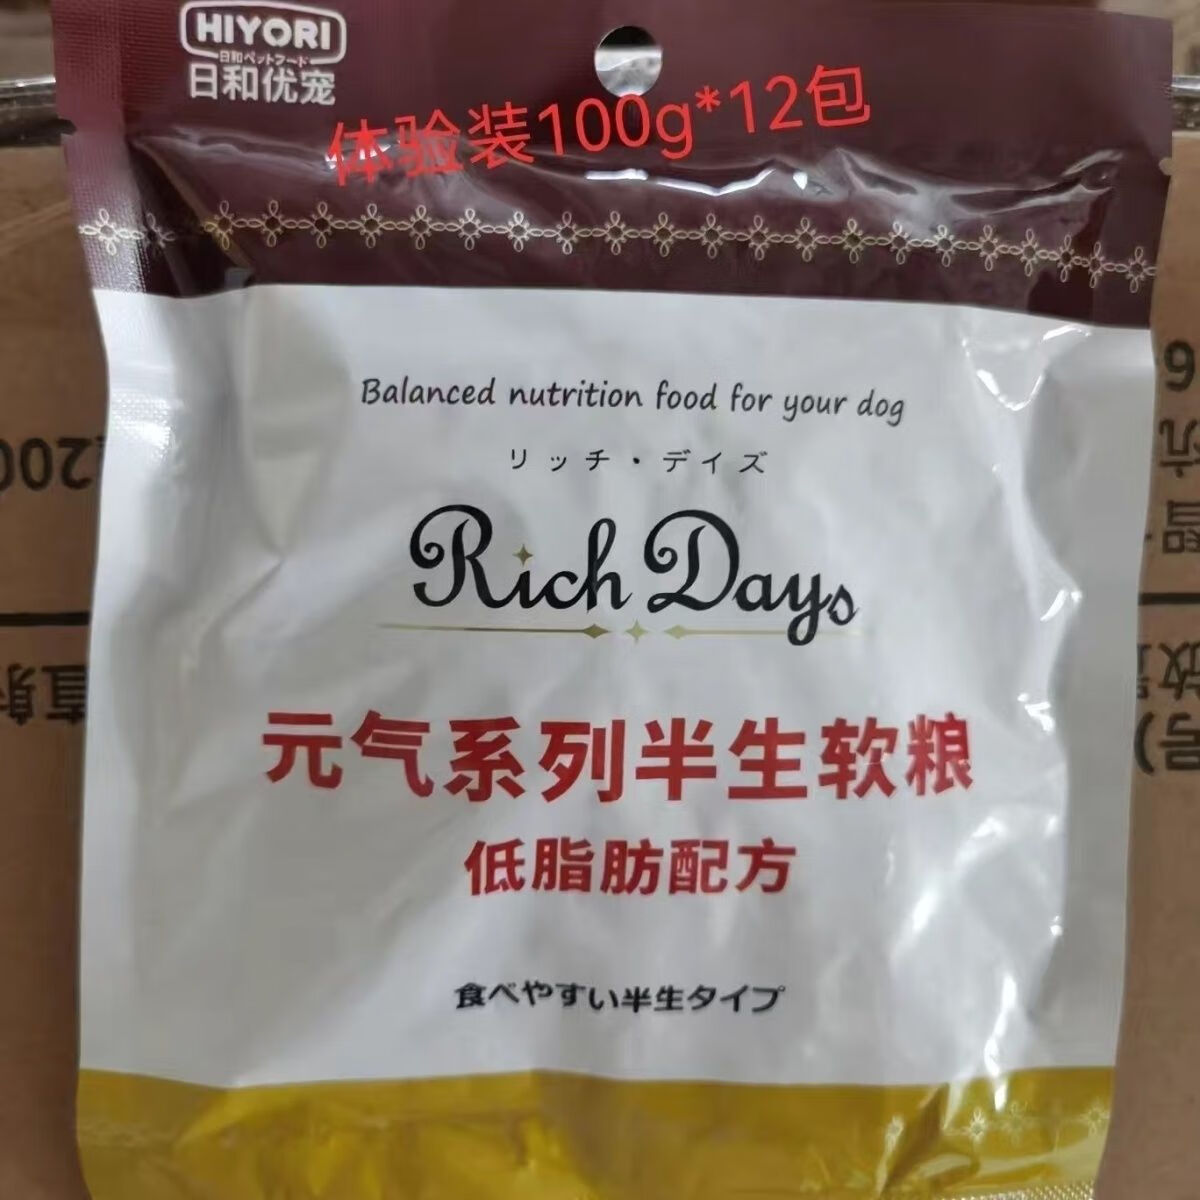 HIYORI
日和ペットフード
日和优宠
体验装100g*12包
Balanced nutrition food for your dog
リッチ・デイズ
Rich Days
元气系列半生软粮
低脂肪配方
食べやすい半生タイプ